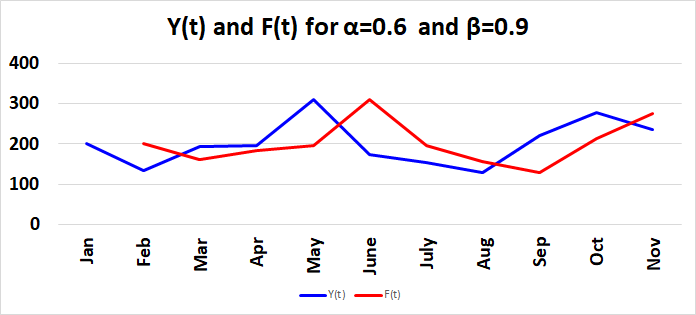 Y(t) and F(t) for α=0.6 and β=0.9
400
300
200
100
0
Jan Feb Mar Apr May June July Aug Sep Oct Nov
Y(t) F(t)